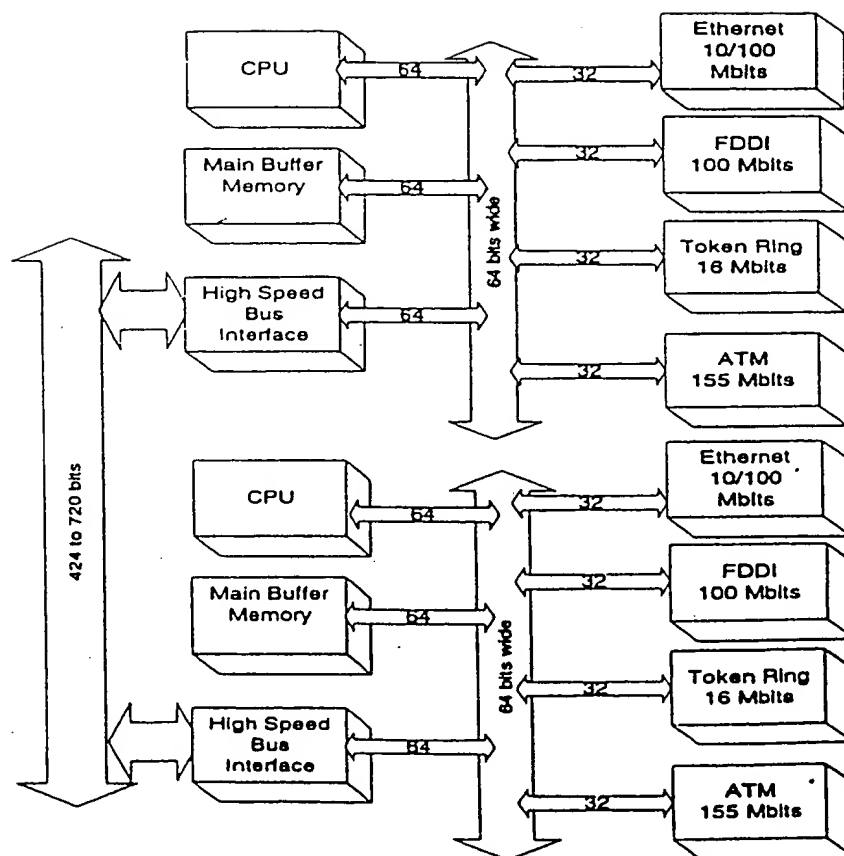 CPU
64
Main Buffer
Memory
64
High Speed
Bus
Interface
64
64 bits wide
32
Ethernet
10/100
Mbits
32
FDDI
100 Mbits
32
Token Ring
16 Mbits
32
ATM
155 Mbits
424 to 720 bits
CPU
64
Main Buffer
Memory
64
High Speed
Bus
Interface
64
64 bits wide
32
Ethernet
10/100
Mbits
32
FDDI
100 Mbits
32
Token Ring
16 Mbits
32
ATM
155 Mbits